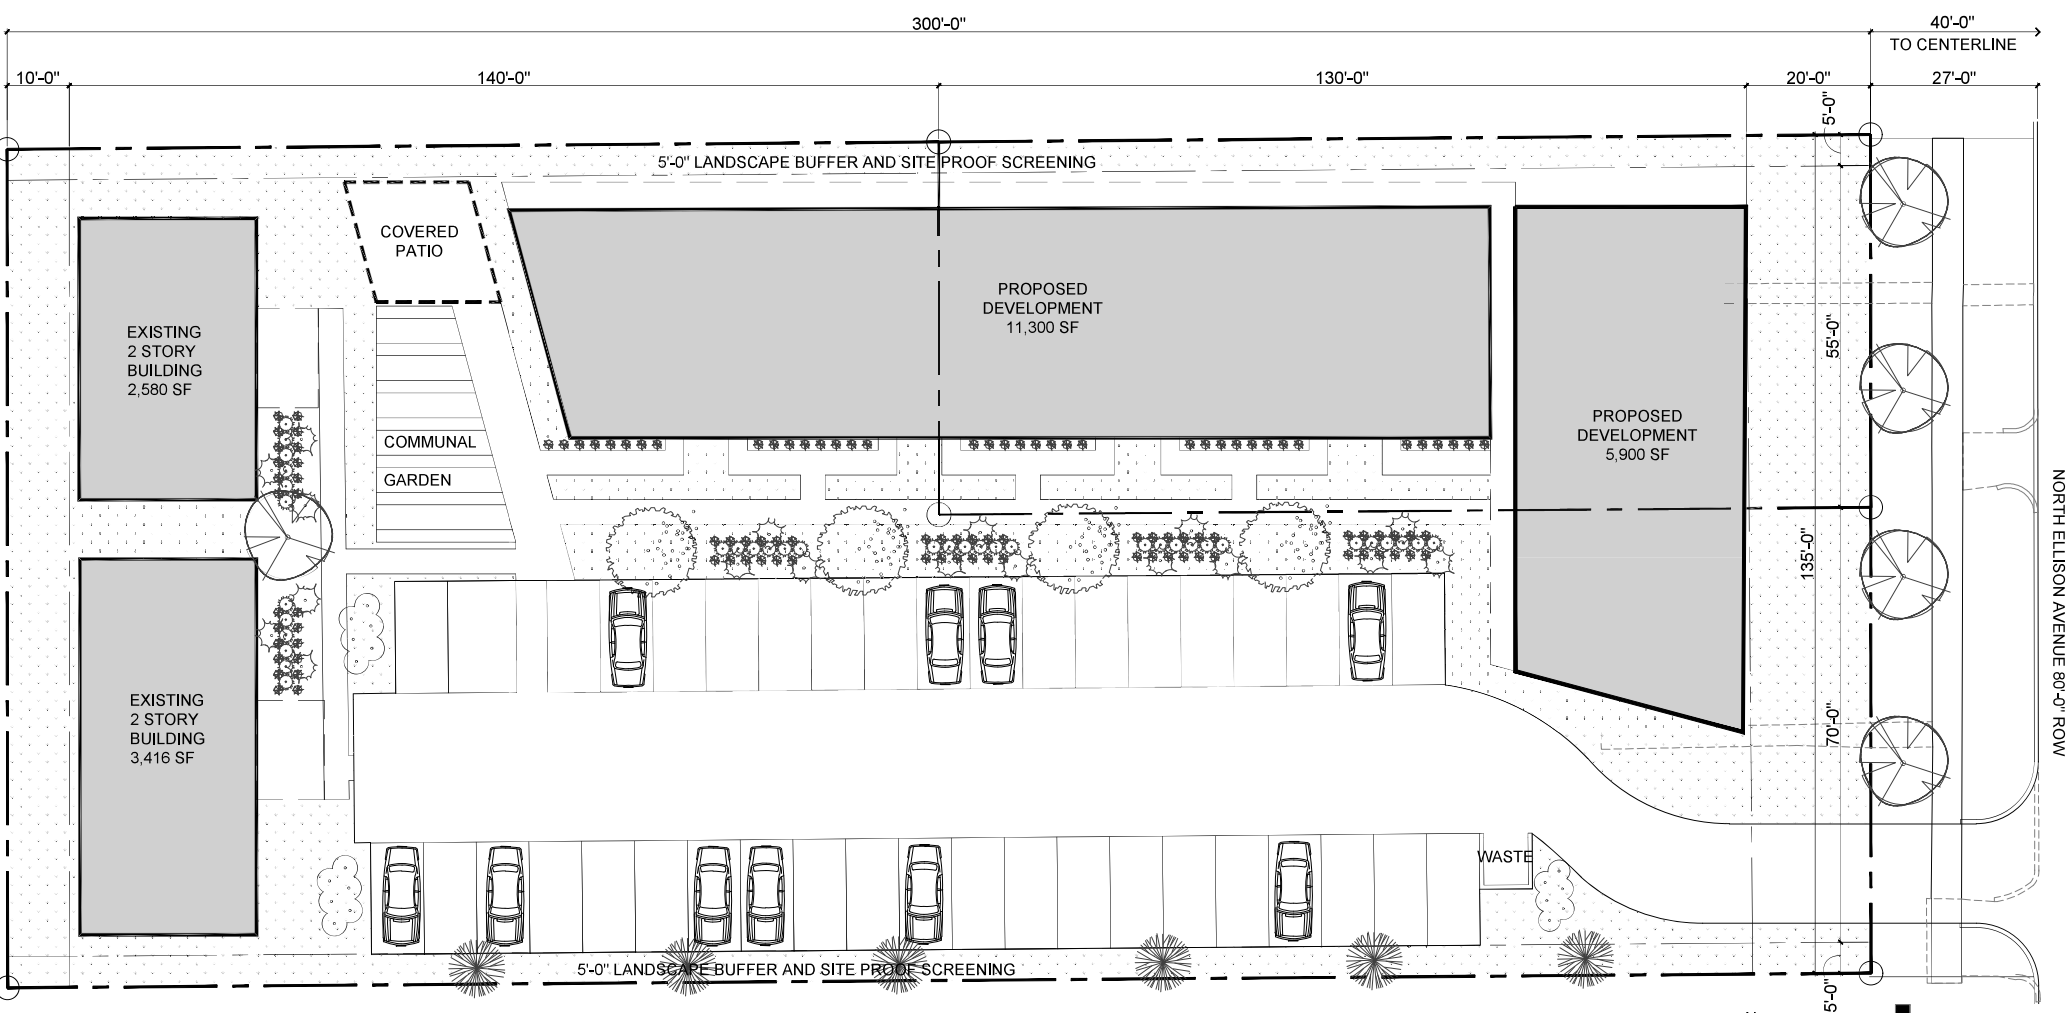 300'-0"
40'-0"
TO CENTERLINE
10'-0"
140'-0"
130'-0"
20'-0"
27'-0"
5'-0"
5'-0" LANDSCAPE BUFFER AND SITE PROOF SCREENING
COVERED
PATIO
PROPOSED
DEVELOPMENT
11,300 SF
EXISTING
2 STORY
BUILDING
2,580 SF
55'-0"
PROPOSED
DEVELOPMENT
5,900 SF
COMMUNAL
GARDEN
135'-0"
NORTH ELLISON AVENUE 80'-0" ROW
EXISTING
2 STORY
BUILDING
3,416 SF
70'-0"
WASTE
5'-0" LANDSCAPE BUFFER AND SITE PROOF SCREENING
5'-0"